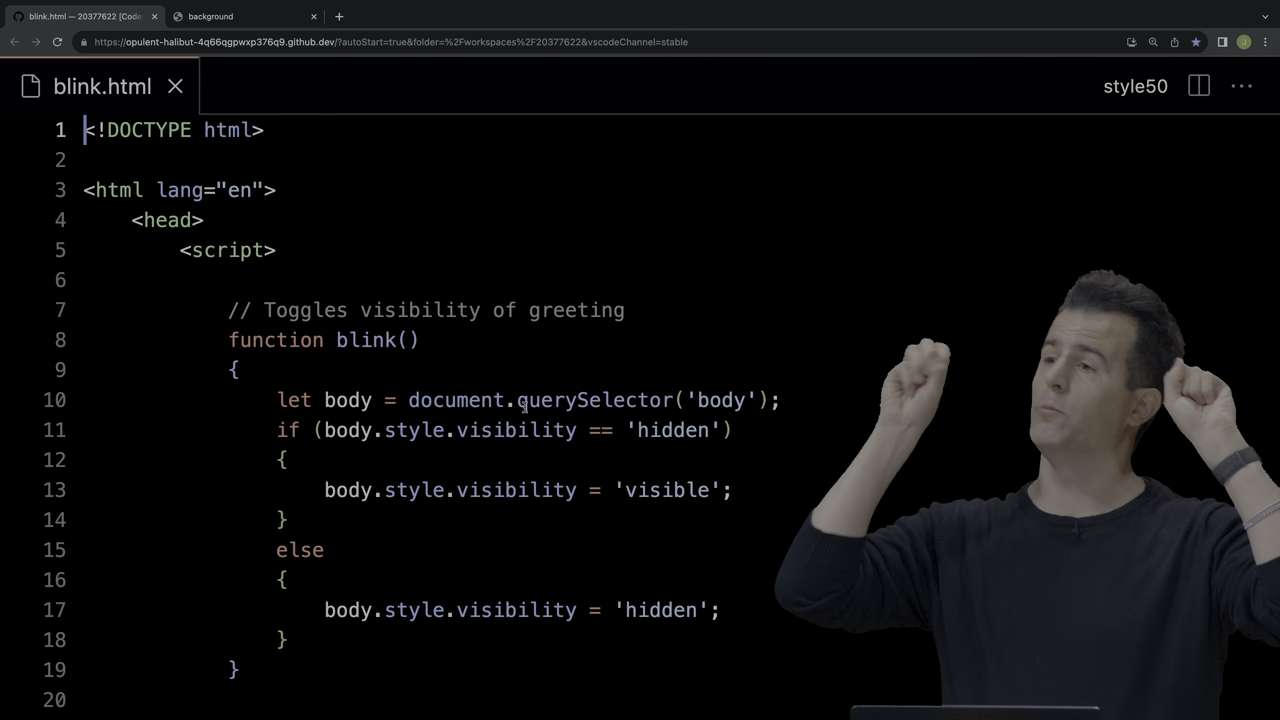 blink.html — 20377622 [Code
background
https://opulent-halibut-4q66qgpwxp376q9.github.dev/?autoStart=true&folder=%2Fworkspaces%2F20377622&vscodeChannel=stable
J
blink.html
style50
1 <!DOCTYPE html>
2
3 <html lang="en">
4 <head>
5 <script>
6
7 // Toggles visibility of greeting
8 function blink()
9 {
10 let body = document.querySelector('body');
11 if (body.style.visibility == 'hidden')
12 {
13 body.style.visibility = 'visible';
14 }
15 else
16 {
17 body.style.visibility = 'hidden';
18 }
19 }
20